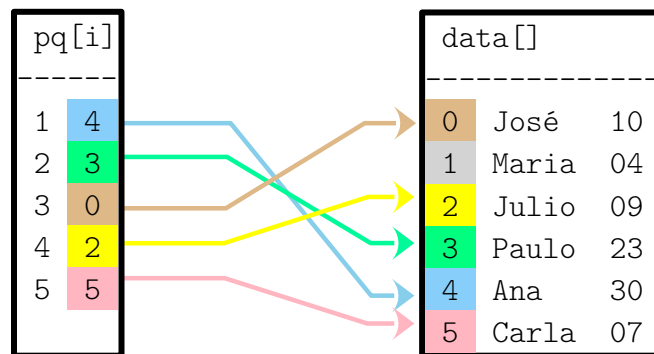 pq[i]
------
1 4
2 3
3 0
4 2
5 5
data[]
-------------
0 José 10
1 Maria 04
2 Julio 09
3 Paulo 23
4 Ana 30
5 Carla 07